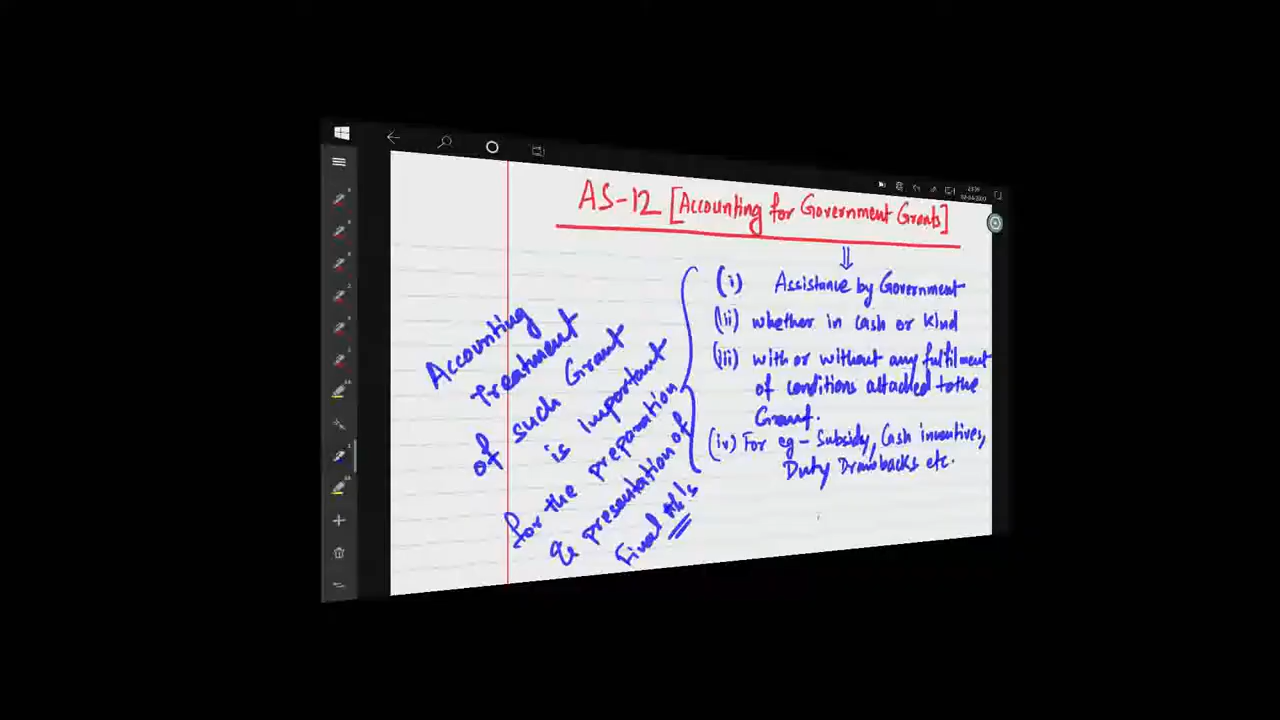 AS-12 [Accounting for Government Grants]
⇓
(i) Assistance by Government
(ii) whether in cash or kind
(iii) with or without any fulfilment
of conditions attached to the
Grant.
(iv) For eg - Subsidy, Cash incentives,
Duty Drawbacks etc.
Accounting
Treatment
of such Grant
is important
for the preparation
& presentation of
Final A/c's